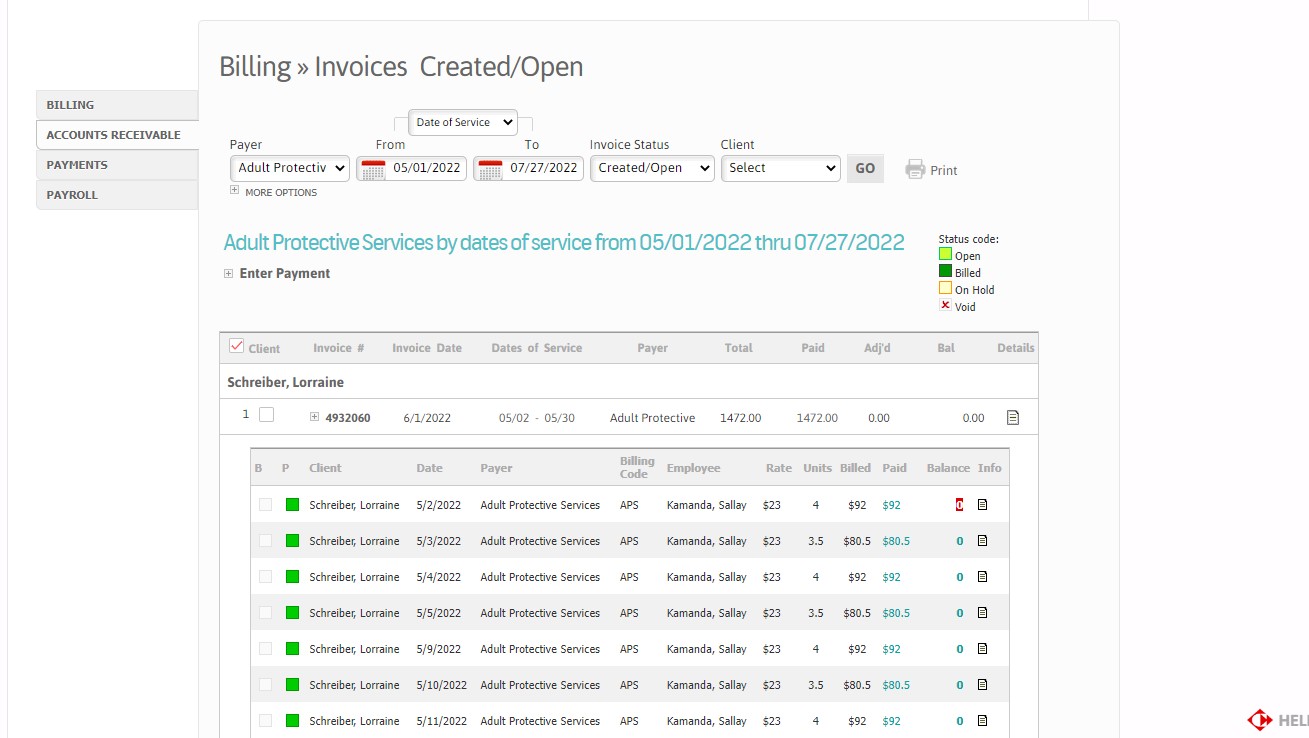 Billing » Invoices Created/Open
BILLING
ACCOUNTS RECEIVABLE
PAYMENTS
PAYROLL
Date of Service
Payer From To Invoice Status Client
Adult Protectiv 05/01/2022 07/27/2022 Created/Open Select GO Print
MORE OPTIONS
Adult Protective Services by dates of service from 05/01/2022 thru 07/27/2022
Enter Payment
Status code:
Open
Billed
On Hold
Void
Client Invoice # Invoice Date Dates of Service Payer Total Paid Adj'd Bal Details
Schreiber, Lorraine
1 4932060 6/1/2022 05/02 - 05/30 Adult Protective 1472.00 1472.00 0.00 0.00
B P Client Date Payer Billing Code Employee Rate Units Billed Paid Balance Info
Schreiber, Lorraine 5/2/2022 Adult Protective Services APS Kamanda, Sallay $23 4 $92 $92 0
Schreiber, Lorraine 5/3/2022 Adult Protective Services APS Kamanda, Sallay $23 3.5 $80.5 $80.5 0
Schreiber, Lorraine 5/4/2022 Adult Protective Services APS Kamanda, Sallay $23 4 $92 $92 0
Schreiber, Lorraine 5/5/2022 Adult Protective Services APS Kamanda, Sallay $23 3.5 $80.5 $80.5 0
Schreiber, Lorraine 5/9/2022 Adult Protective Services APS Kamanda, Sallay $23 4 $92 $92 0
Schreiber, Lorraine 5/10/2022 Adult Protective Services APS Kamanda, Sallay $23 3.5 $80.5 $80.5 0
Schreiber, Lorraine 5/11/2022 Adult Protective Services APS Kamanda, Sallay $23 4 $92 $92 0